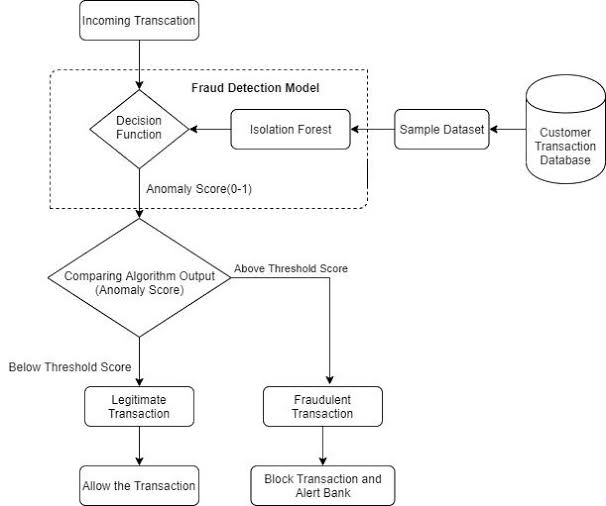 Incoming Transcation
Fraud Detection Model
Decision
Function
Isolation Forest
Sample Dataset
Customer
Transaction
Database
Anomaly Score(0-1)
Comparing Algorithm Output
(Anomaly Score)
Above Threshold Score
Below Threshold Score
Legitimate
Transaction
Fraudulent
Transaction
Allow the Transaction
Block Transaction and
Alert Bank